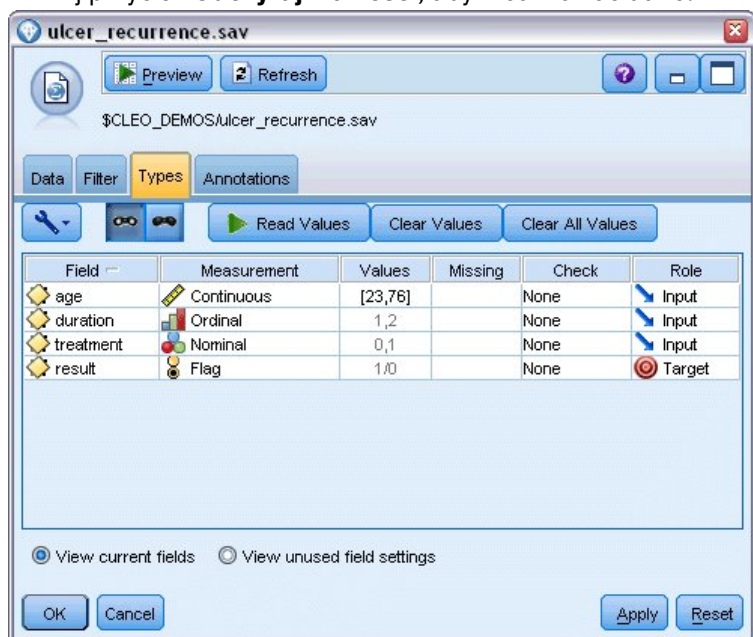 ulcer_recurrence.sav
Preview Refresh
$CLEO_DEMOS/ulcer_recurrence.sav
Data Filter Types Annotations
Read Values Clear Values Clear All Values
Field Measurement Values Missing Check Role
age Continuous [23,76] None Input
duration Ordinal 1,2 None Input
treatment Nominal 0,1 None Input
result Flag 1/0 None Target
View current fields View unused field settings
OK Cancel Apply Reset